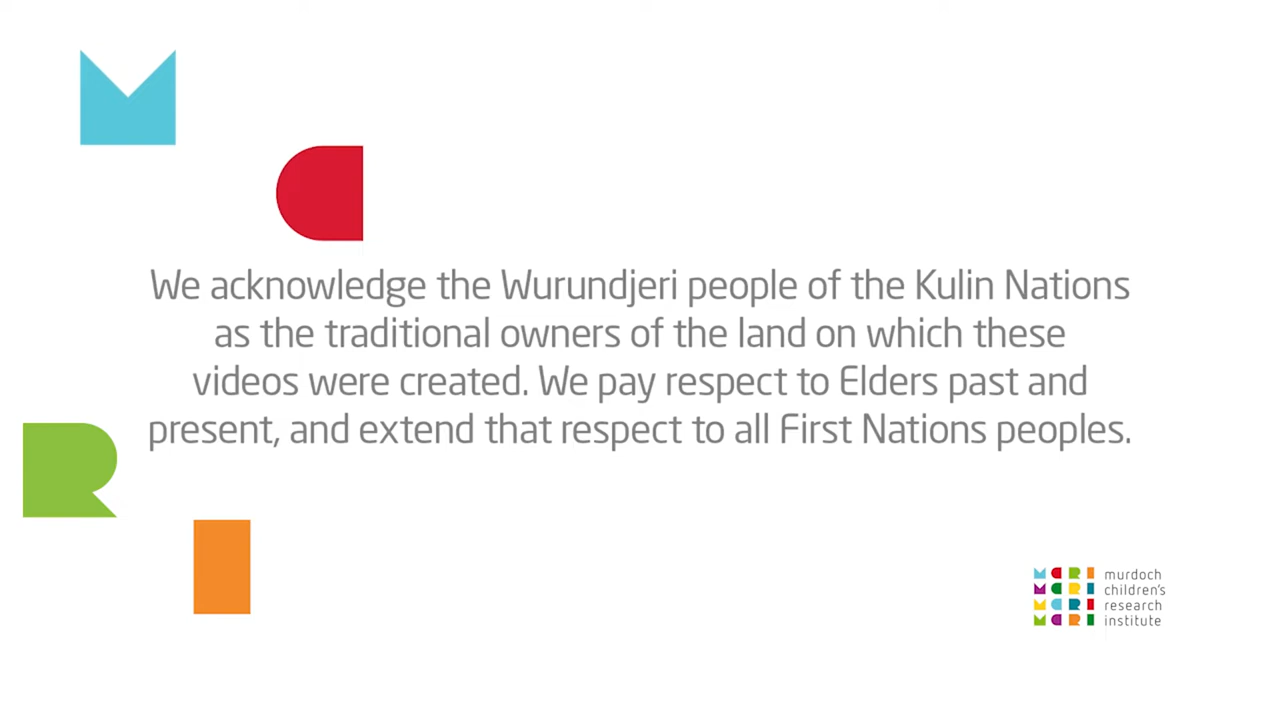 We acknowledge the Wurundjeri people of the Kulin Nations
as the traditional owners of the land on which these
videos were created. We pay respect to Elders past and
present, and extend that respect to all First Nations peoples.
murdoch
children's
research
institute